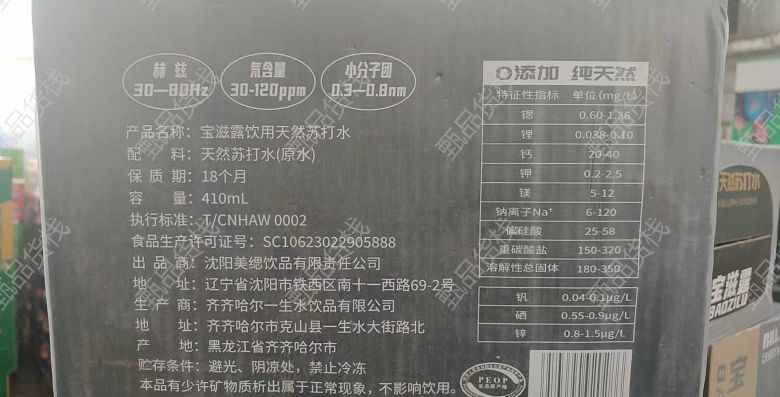 赫兹
30—80Hz
氘含量
30-120ppm
小分子团
0.3—0.8nm
产品名称：宝滋露饮用天然苏打水
配料：天然苏打水(原水)
保质期：18个月
容量：410mL
执行标准：T/CNHAW 0002
食品生产许可证号：SC10623022905888
出品商：沈阳美缌饮品有限责任公司
地址：辽宁省沈阳市铁西区南十一西路69-2号
生产商：齐齐哈尔一生水饮品有限公司
地址：齐齐哈尔市克山县一生水大街路北
产地：黑龙江省齐齐哈尔市
贮存条件：避光、阴凉处，禁止冷冻
本品有少许矿物质析出属于正常现象，不影响饮用。
0添加 纯天然
特征性指标 单位(mg/L)
锶 0.60-1.26
锂 0.038-0.10
钙 20-40
钾 0.2-2.5
镁 5-12
钠离子Na⁺ 6-120
偏硅酸 25-58
重碳酸盐 150-320
溶解性总固体 180-350
钒 0.04-0.1μg/L
硒 0.55-0.9μg/L
锌 0.8-1.5μg/L
PEOP
生态原产地
天然苏打水
宝滋露
BAOZILU
宝
甄品货栈